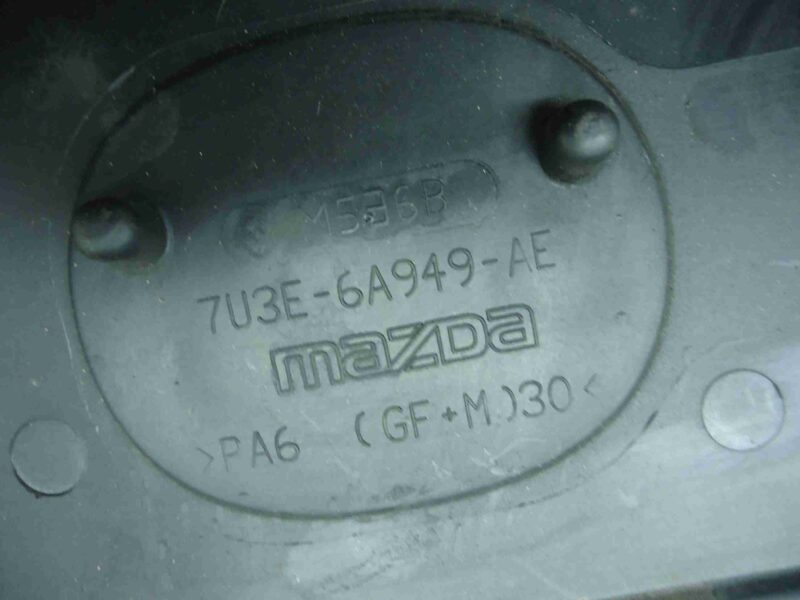 M536B
7U3E-6A949-AE
mazda
>PA6 (GF+M)30<